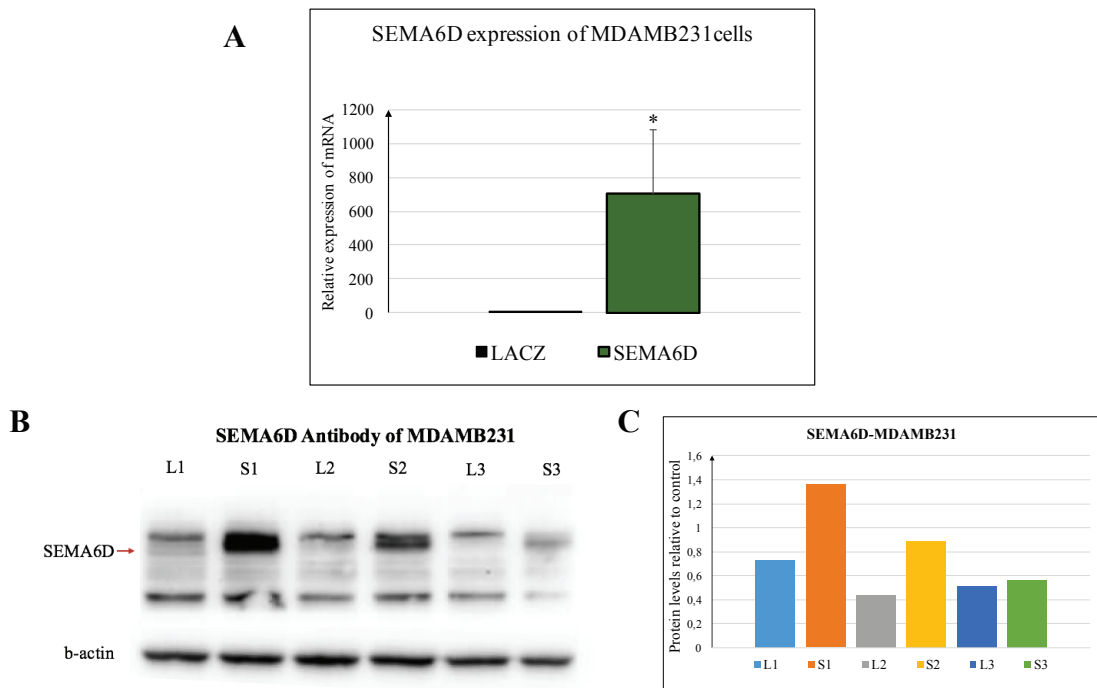 A
SEMA6D expression of MDAMB231cells
Relative expression of mRNA
1200
1000
800
600
400
200
0
*
LACZ SEMA6D
B
SEMA6D Antibody of MDAMB231
L1 S1 L2 S2 L3 S3
SEMA6D
b-actin
C
SEMA6D-MDAMB231
Protein levels relative to control
1,6
1,4
1,2
1
0,8
0,6
0,4
0,2
0
L1 S1 L2 S2 L3 S3